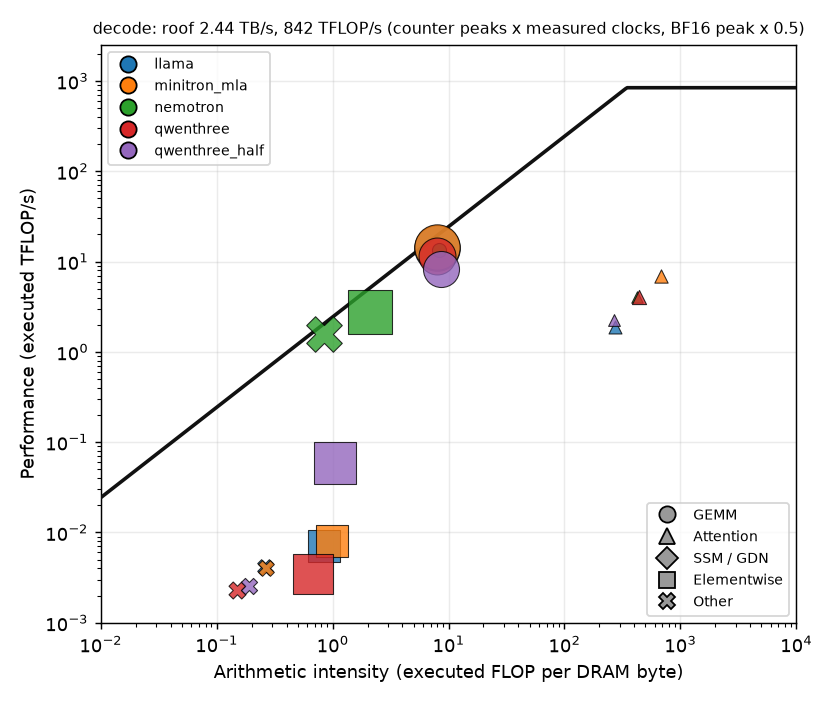 decode: roof 2.44 TB/s, 842 TFLOP/s (counter peaks x measured clocks, BF16 peak x 0.5)
llama
minitron_mla
nemotron
qwenthree
qwenthree_half
10³
10²
10¹
10⁰
10⁻¹
10⁻²
10⁻³
Performance (executed TFLOP/s)
GEMM
Attention
SSM / GDN
Elementwise
Other
10⁻² 10⁻¹ 10⁰ 10¹ 10² 10³ 10⁴
Arithmetic intensity (executed FLOP per DRAM byte)